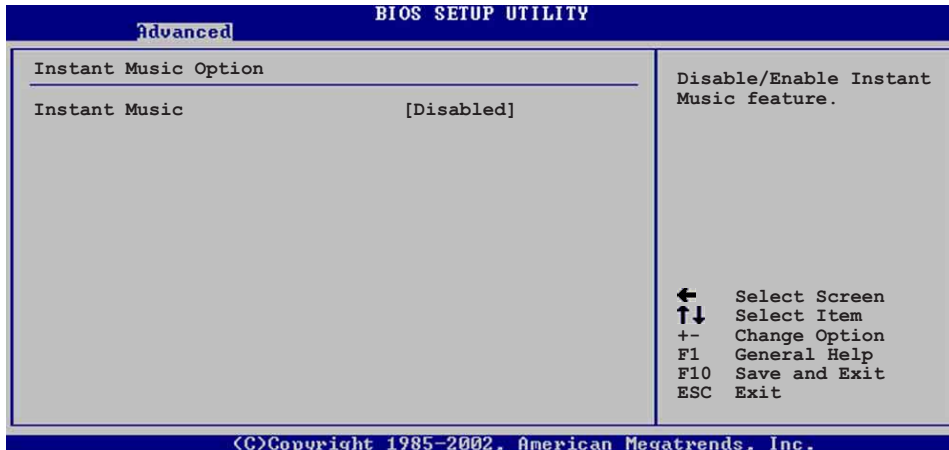 BIOS SETUP UTILITY
Advanced
Instant Music Option
Instant Music [Disabled]
Disable/Enable Instant
Music feature.
← Select Screen
↑↓ Select Item
+- Change Option
F1 General Help
F10 Save and Exit
ESC Exit
(C)Copyright 1985-2002, American Megatrends, Inc.